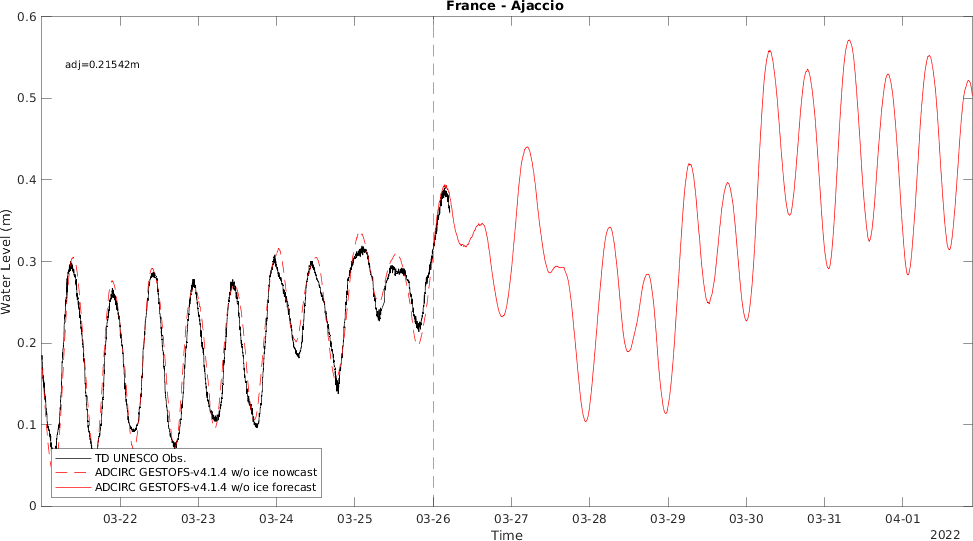 France - Ajaccio
adj=0.21542m
Water Level (m)
0.6
0.5
0.4
0.3
0.2
0.1
0
TD UNESCO Obs.
ADCIRC GESTOFS-v4.1.4 w/o ice nowcast
ADCIRC GESTOFS-v4.1.4 w/o ice forecast
03-22 03-23 03-24 03-25 03-26 03-27 03-28 03-29 03-30 03-31 04-01
Time
2022